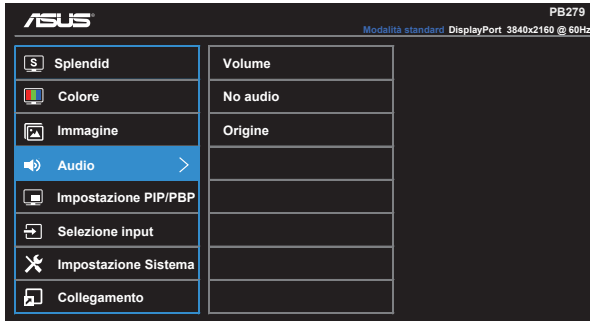 ASUS
PB279
Modalità standard DisplayPort 3840x2160 @ 60Hz
S Splendid
Colore
Immagine
Audio
Impostazione PIP/PBP
Selezione input
Impostazione Sistema
Collegamento
Volume
No audio
Origine